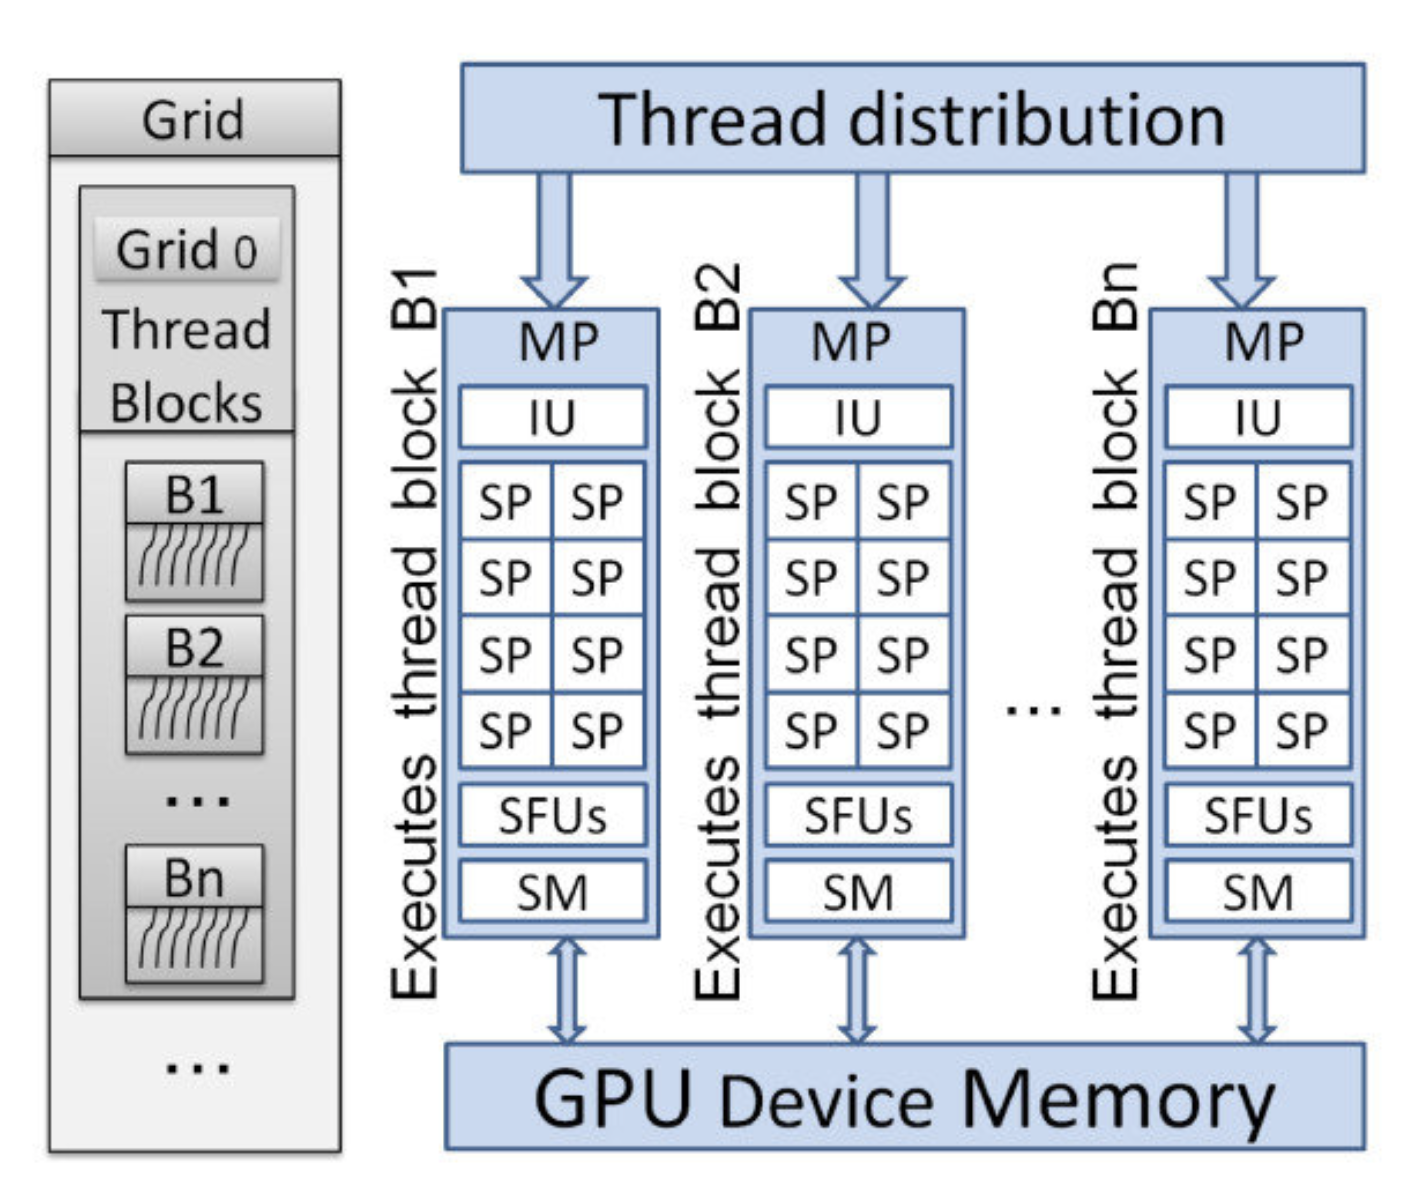 Grid
Grid 0
Thread
Blocks
B1
B2
...
Bn
...
Thread distribution
Executes thread block B1
MP
IU
SP SP
SP SP
SP SP
SP SP
SFUs
SM
Executes thread block B2
MP
IU
SP SP
SP SP
SP SP
SP SP
SFUs
SM
...
Executes thread block Bn
MP
IU
SP SP
SP SP
SP SP
SP SP
SFUs
SM
GPU Device Memory